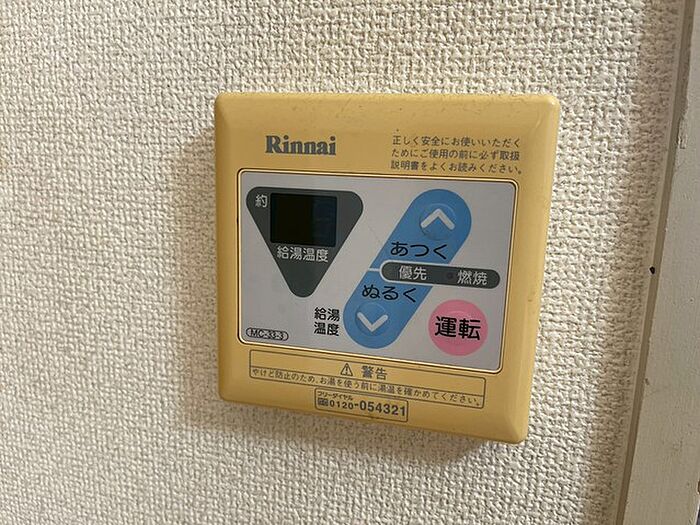 Rinnai
正しく安全にお使いいただく
ためにご使用の前に必ず取扱
説明書をよくお読みください。
約
給湯温度
あつく
優先 燃焼
ぬるく
給湯
温度
運転
MC-33-3
⚠ 警告
やけど防止のため、お湯を使う前に湯温を確かめてください。
フリーダイヤル
0120-054321